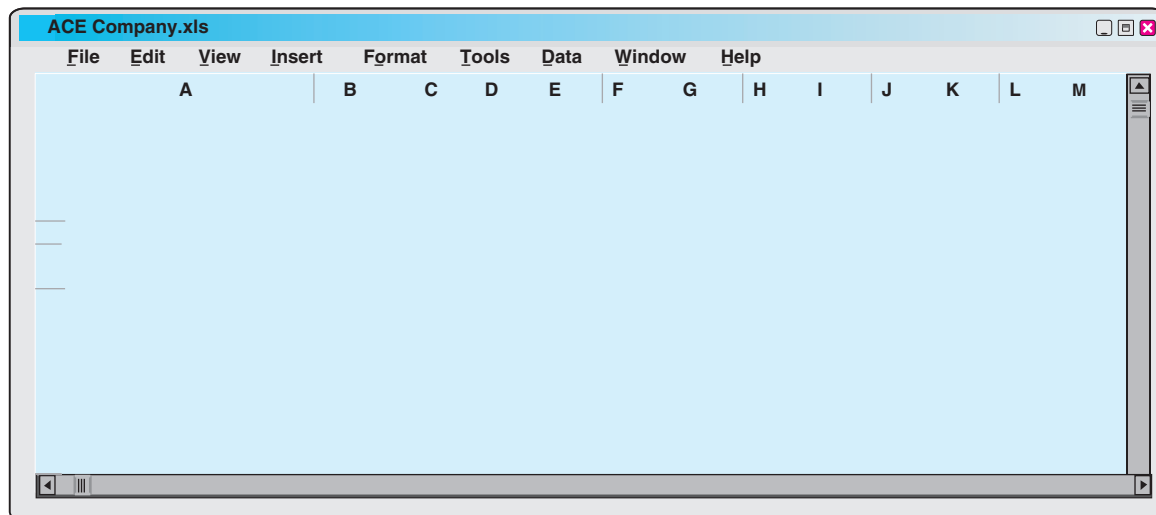 ACE Company.xls
File Edit View Insert Format Tools Data Window Help
A B C D E F G H I J K L M